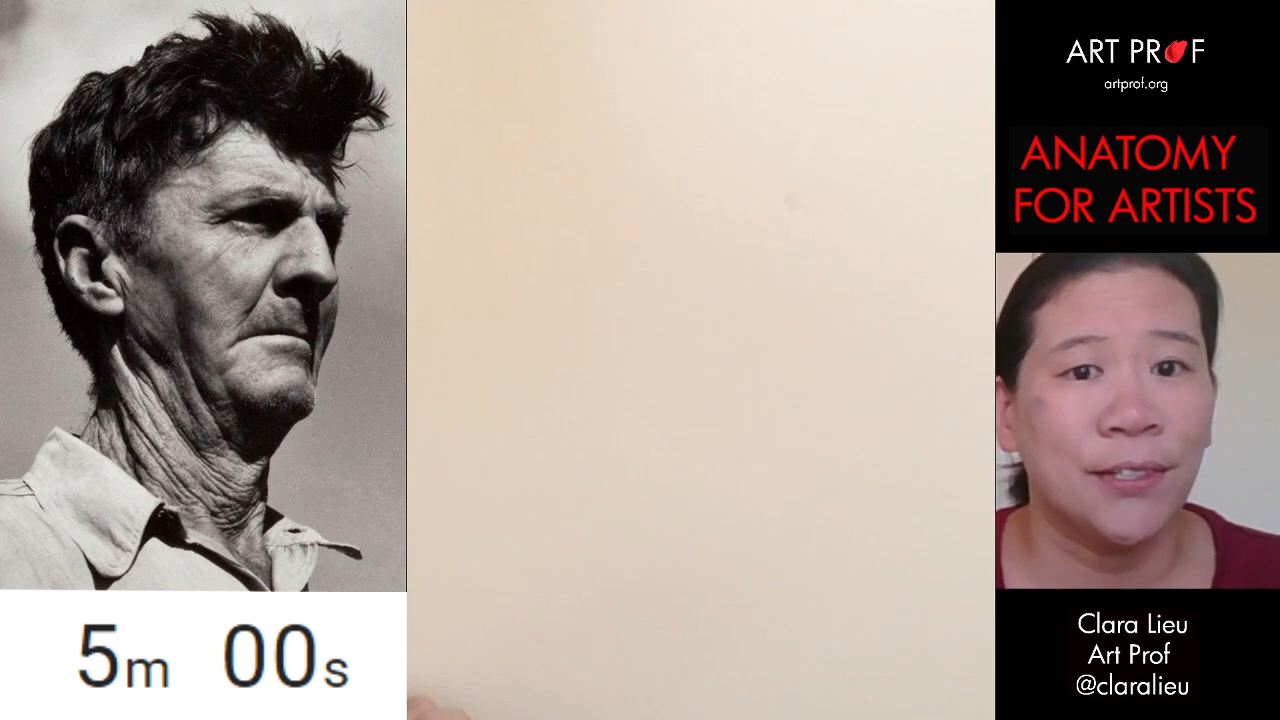 5m 00s
ART PROF
artprof.org
ANATOMY
FOR ARTISTS
Clara Lieu
Art Prof
@claralieu